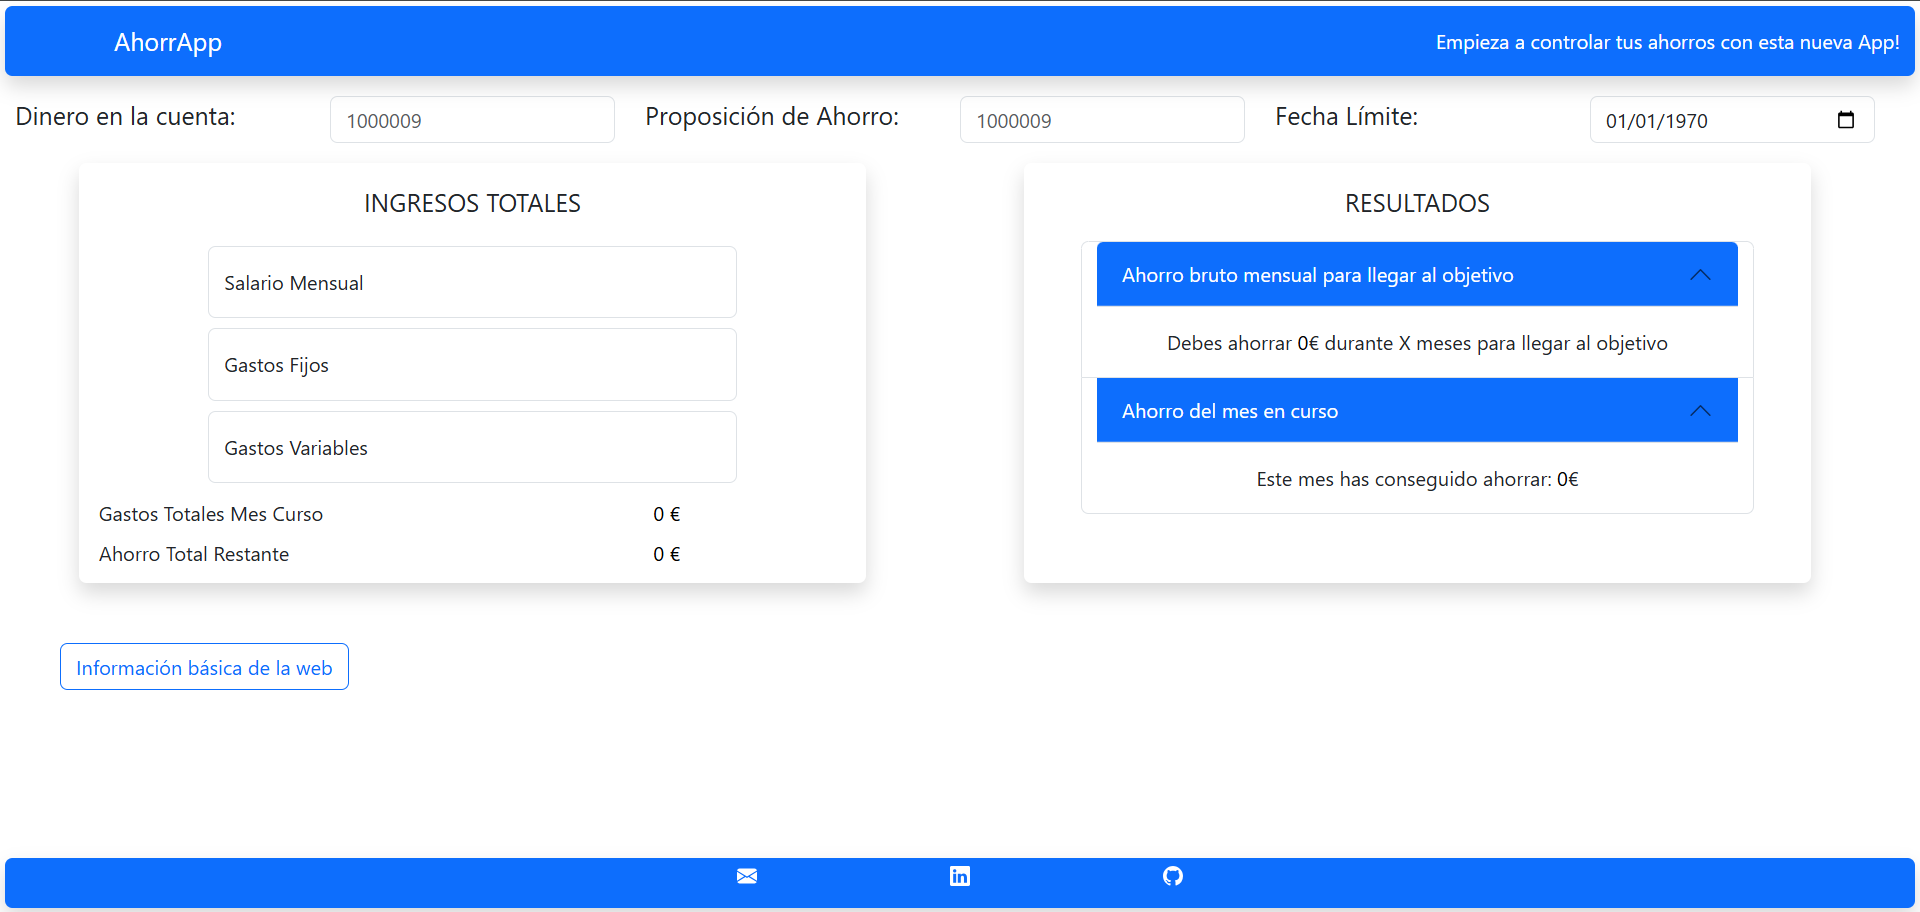 AhorrApp
Empieza a controlar tus ahorros con esta nueva App!
Dinero en la cuenta:
1000009
Proposición de Ahorro:
1000009
Fecha Límite:
01/01/1970
INGRESOS TOTALES
Salario Mensual
Gastos Fijos
Gastos Variables
Gastos Totales Mes Curso
0 €
Ahorro Total Restante
0 €
RESULTADOS
Ahorro bruto mensual para llegar al objetivo
Debes ahorrar 0€ durante X meses para llegar al objetivo
Ahorro del mes en curso
Este mes has conseguido ahorrar: 0€
Información básica de la web